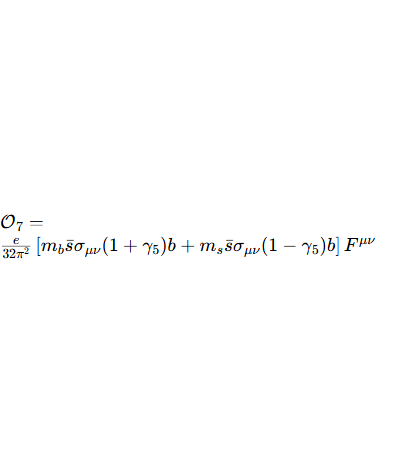 𝒪₇ =
e/32π² [m_b s̄σ_μν(1 + γ₅)b + m_s s̄σ_μν(1 − γ₅)b] F^μν